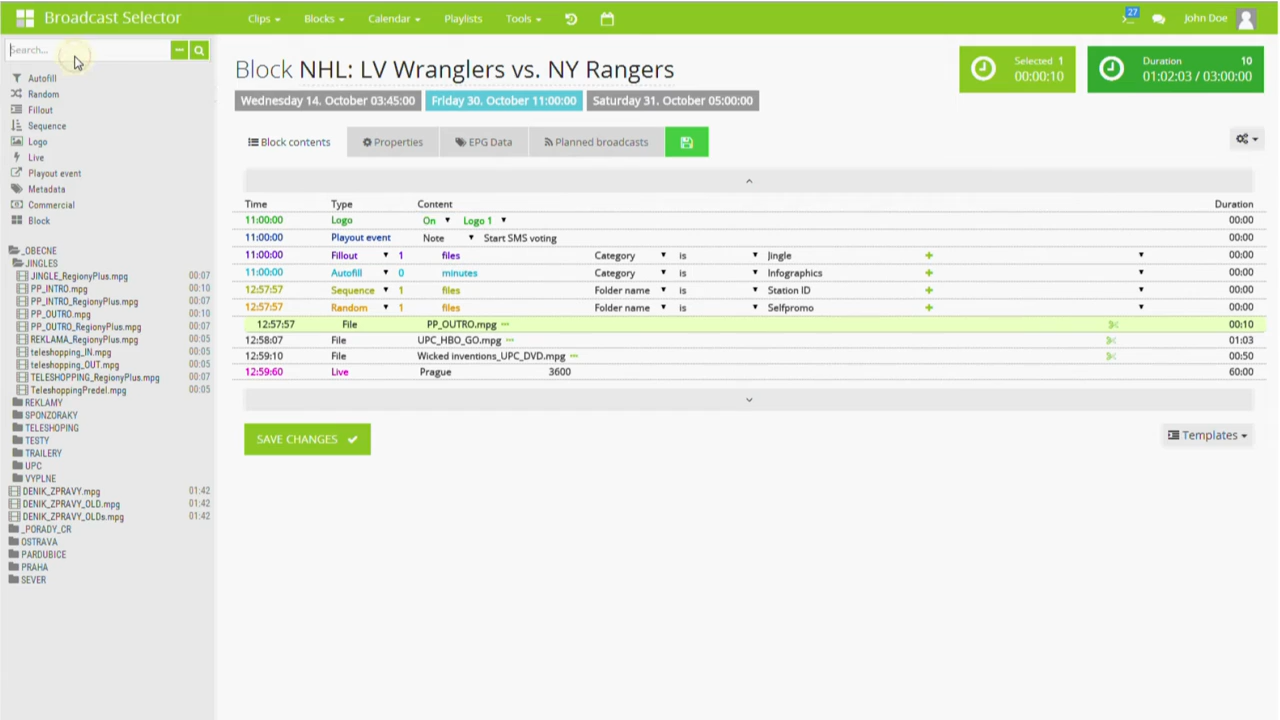 Broadcast Selector Clips Blocks Calendar Playlists Tools 27 John Doe
Search...
Autofill
Random
Fillout
Sequence
Logo
Live
Playout event
Metadata
Commercial
Block
_OBECNE
JINGLES
JINGLE_RegionyPlus.mpg 00:07
PP_INTRO.mpg 00:10
PP_INTRO_RegionyPlus.mpg 00:07
PP_OUTRO.mpg 00:10
PP_OUTRO_RegionyPlus.mpg 00:07
REKLAMA_RegionyPlus.mpg 00:05
teleshopping_IN.mpg 00:05
teleshopping_OUT.mpg 00:05
TELESHOPPING_RegionyPlus.mpg 00:07
TeleshoppingPredel.mpg 00:05
REKLAMY
SPONZORAKY
TELESHOPING
TESTY
TRAILERY
UPC
VYPLNE
DENIK_ZPRAVY.mpg 01:42
DENIK_ZPRAVY_OLD.mpg 01:42
DENIK_ZPRAVY_OLDs.mpg 01:42
_PORADY_CR
OSTRAVA
PARDUBICE
PRAHA
SEVER
Block NHL: LV Wranglers vs. NY Rangers
Selected 1
00:00:10
Duration 10
01:02:03 / 03:00:00
Wednesday 14. October 03:45:00 Friday 30. October 11:00:00 Saturday 31. October 05:00:00
Block contents Properties EPG Data Planned broadcasts
Time Type Content Duration
11:00:00 Logo On Logo 1 00:00
11:00:00 Playout event Note Start SMS voting 00:00
11:00:00 Fillout 1 files Category is Jingle 00:00
11:00:00 Autofill 0 minutes Category is Infographics 00:00
12:57:57 Sequence 1 files Folder name is Station ID 00:00
12:57:57 Random 1 files Folder name is Selfpromo 00:00
12:57:57 File PP_OUTRO.mpg 00:10
12:58:07 File UPC_HBO_GO.mpg 01:03
12:59:10 File Wicked inventions_UPC_DVD.mpg 00:50
12:59:60 Live Prague 3600 60:00
SAVE CHANGES
Templates